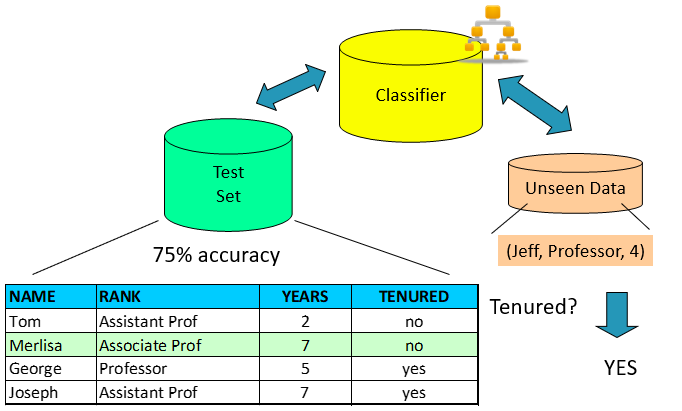 Classifier
Test
Set
Unseen Data
75% accuracy
(Jeff, Professor, 4)
NAME RANK YEARS TENURED
Tom Assistant Prof 2 no
Merlisa Associate Prof 7 no
George Professor 5 yes
Joseph Assistant Prof 7 yes
Tenured?
YES